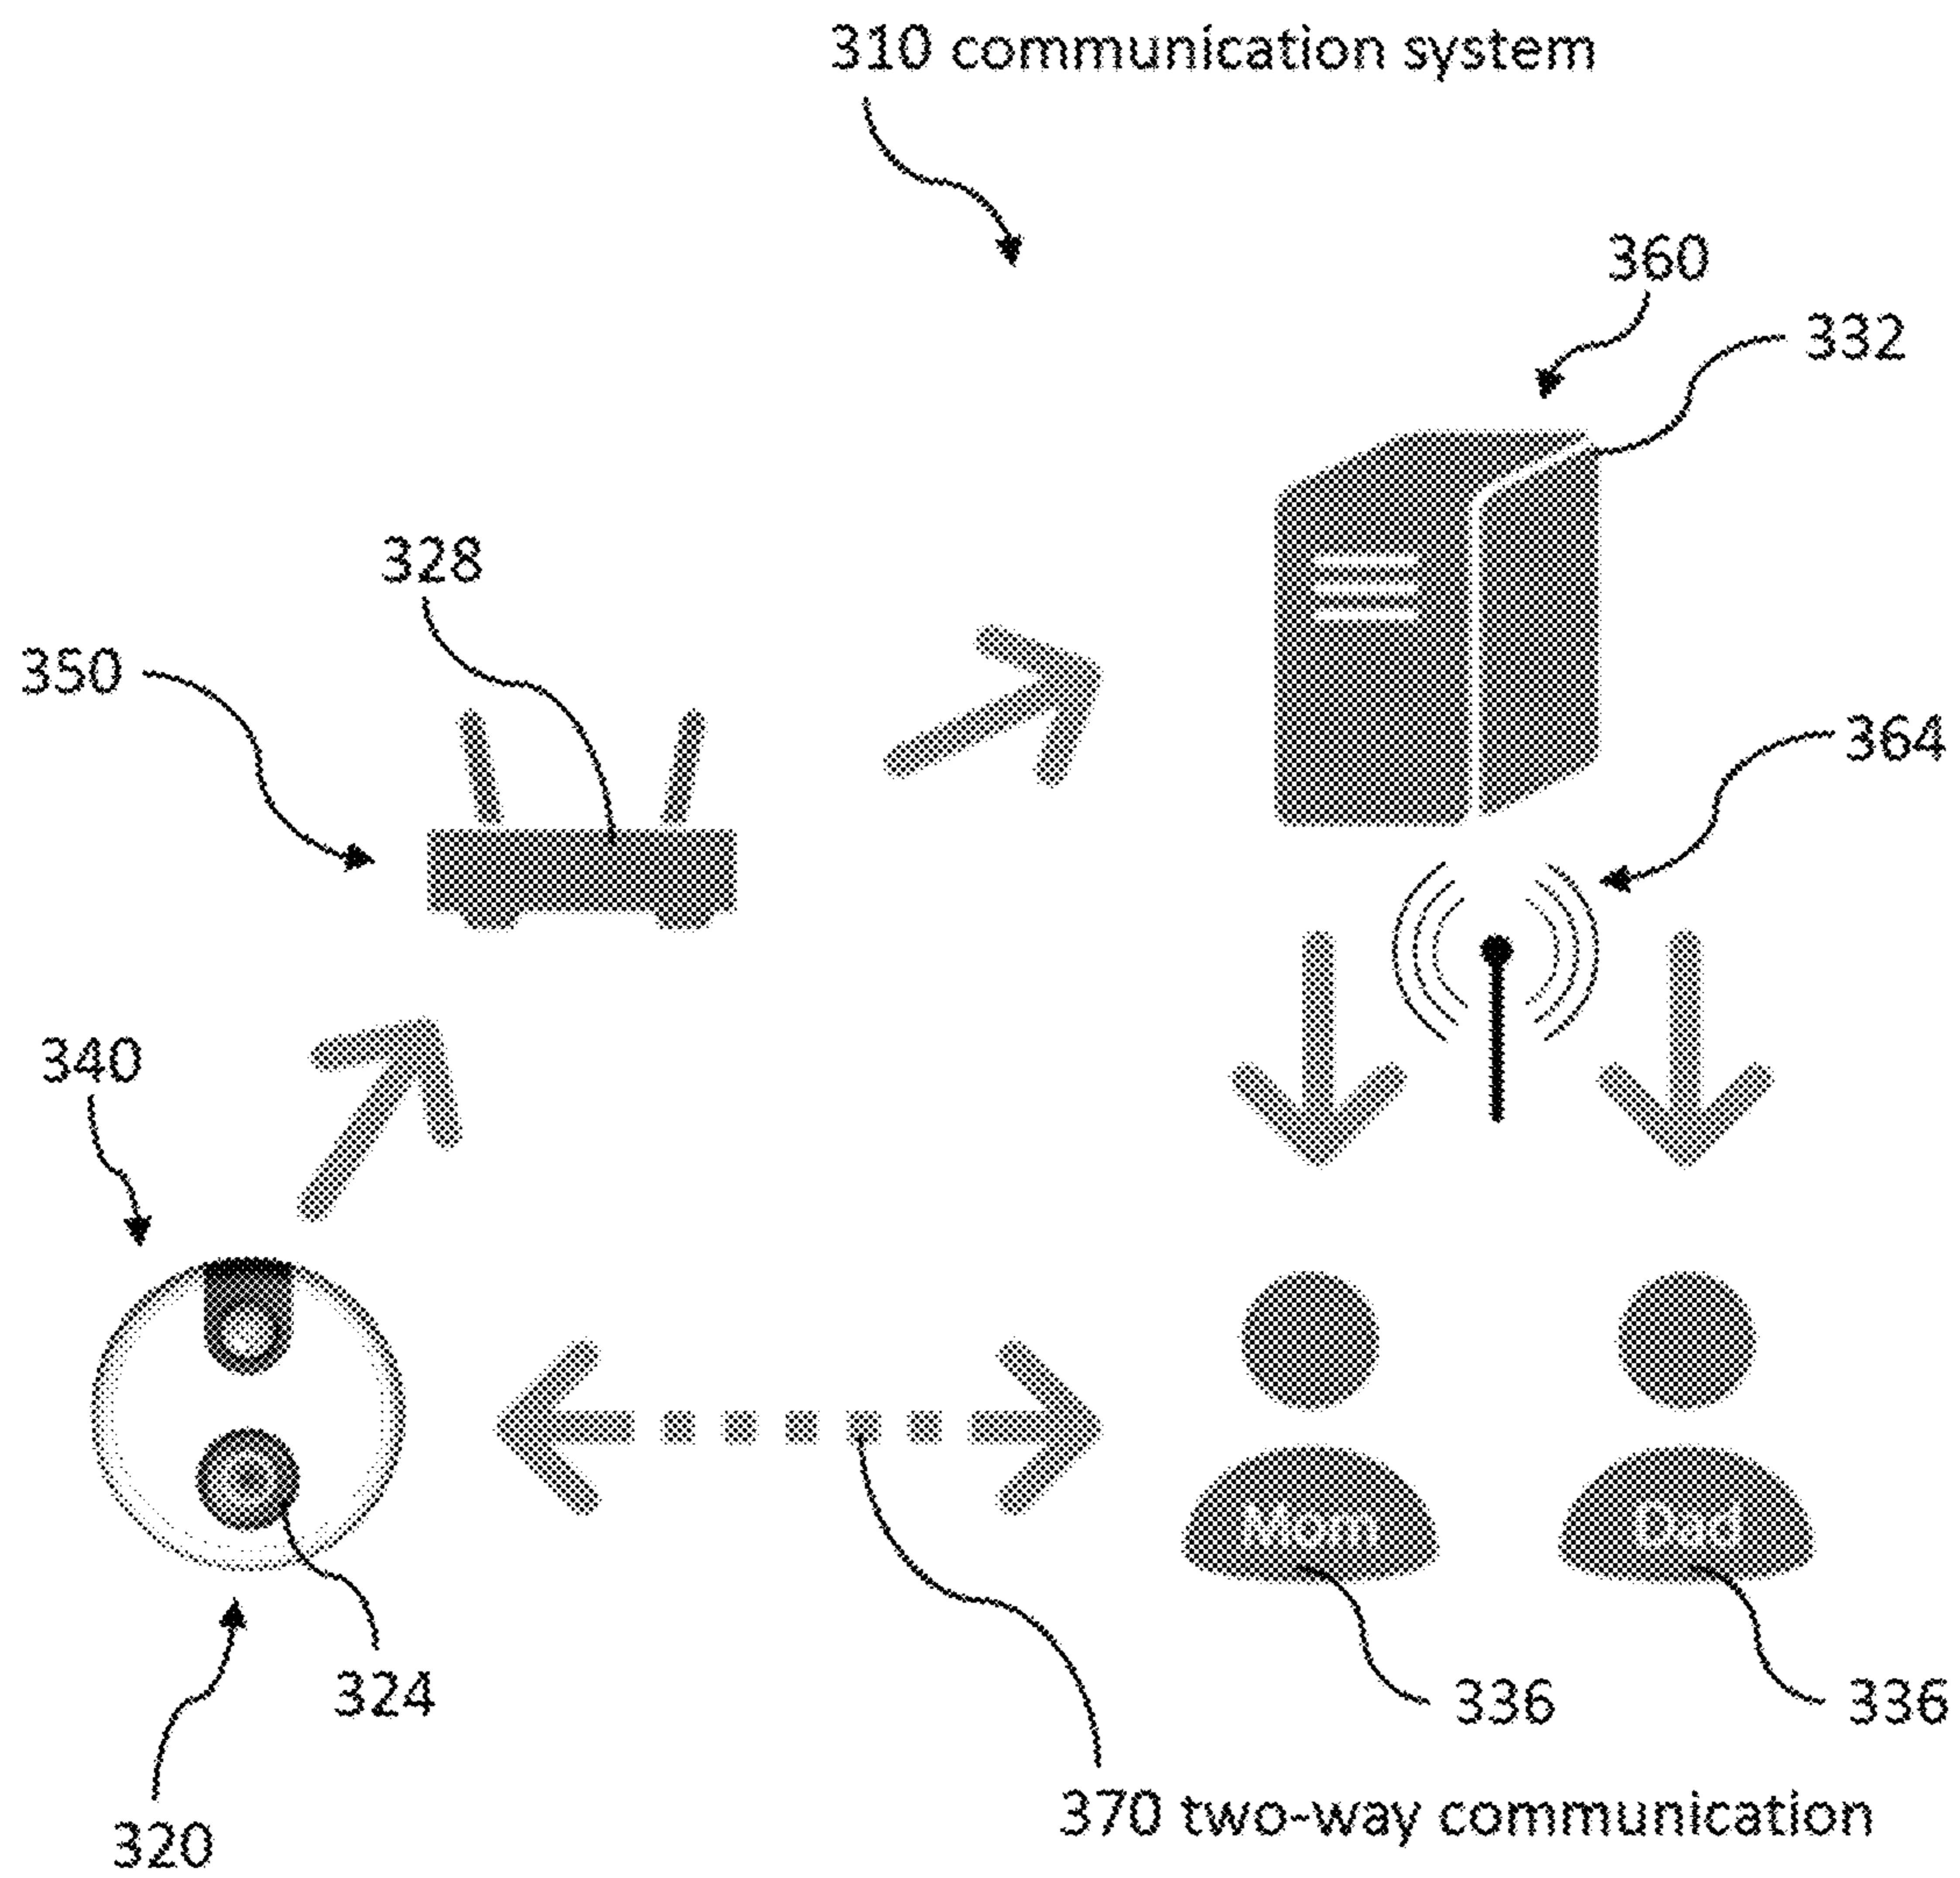 310 communication system
360
332
328
350
364
340
Mom
Dad
324
336
336
370 two-way communication
320